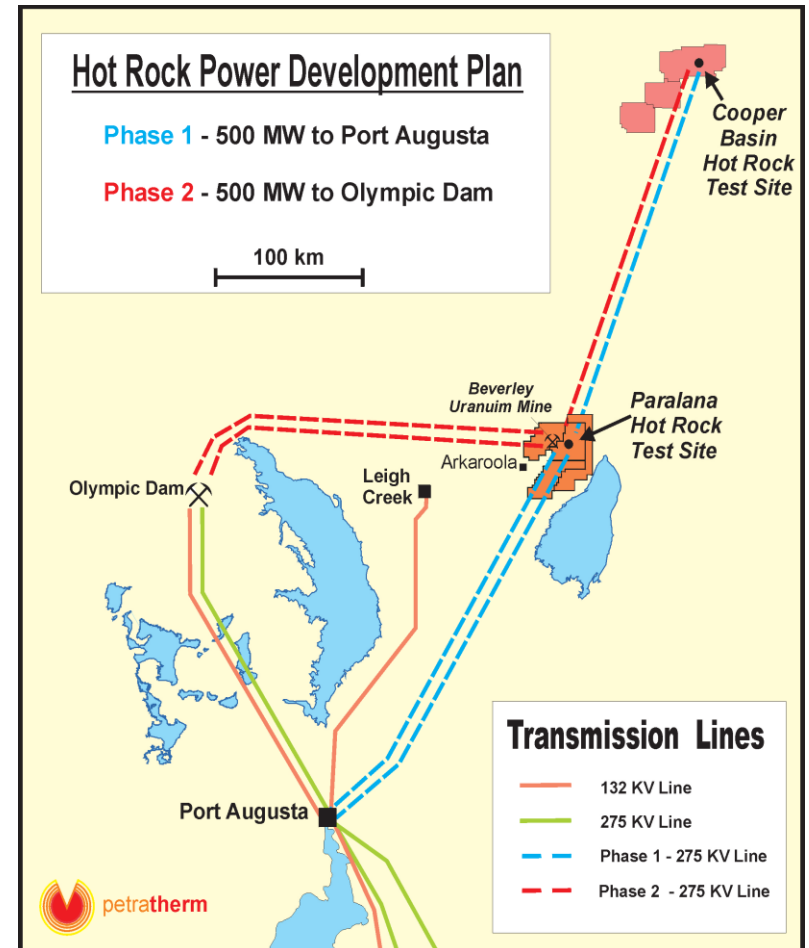 Hot Rock Power Development Plan
Phase 1 - 500 MW to Port Augusta
Phase 2 - 500 MW to Olympic Dam
100 km
Cooper
Basin
Hot Rock
Test Site
Beverley
Uranuim Mine
Paralana
Hot Rock
Test Site
Arkaroola
Leigh
Creek
Olympic Dam
Port Augusta
Transmission Lines
132 KV Line
275 KV Line
Phase 1 - 275 KV Line
Phase 2 - 275 KV Line
petratherm